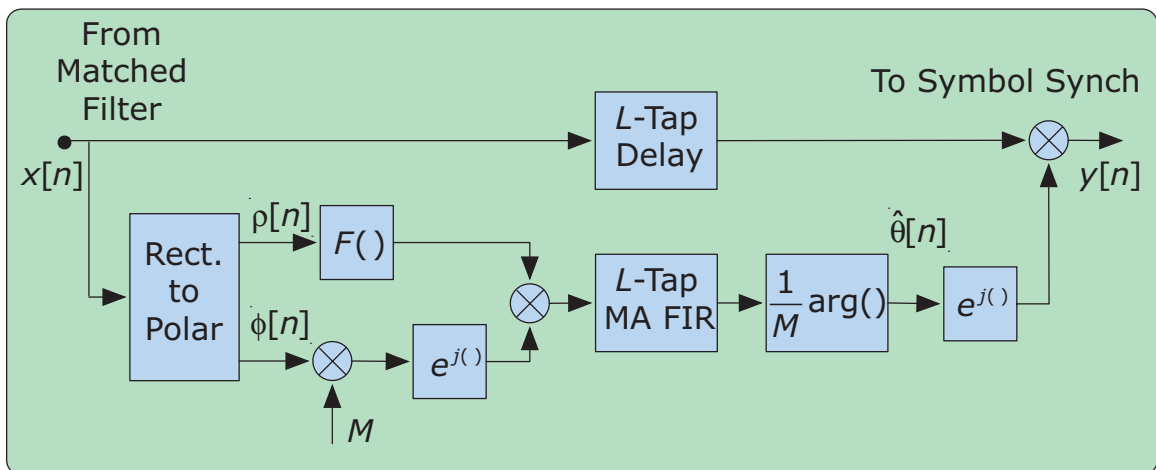 From
Matched
Filter
To Symbol Synch
L-Tap
Delay
x[n]
y[n]
Rect.
to
Polar
ρ[n]
F( )
ϕ[n]
M
e^{j( )}
L-Tap
MA FIR
1/M arg()
θ̂[n]
e^{j( )}